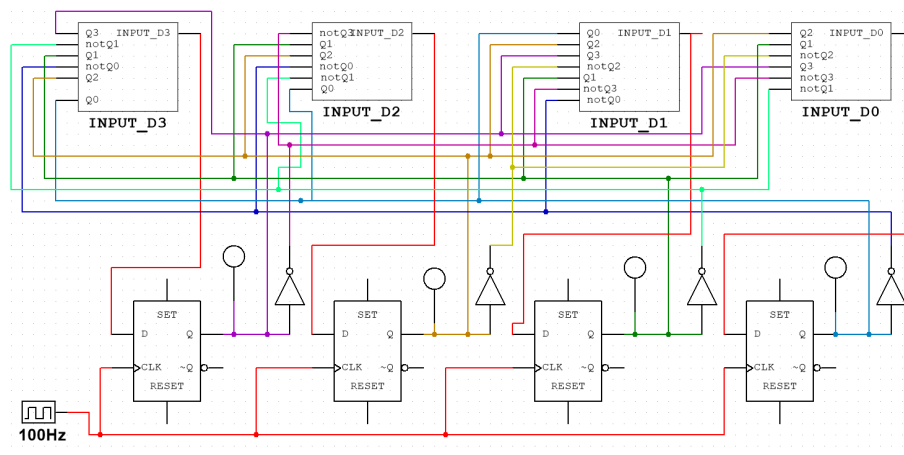 Q3 INPUT_D3
notQ1
Q1
notQ0
Q2
Q0
INPUT_D3
notQ3 INPUT_D2
Q1
Q2
notQ0
notQ1
Q0
INPUT_D2
Q0 INPUT_D1
Q2
Q3
notQ2
Q1
notQ3
notQ0
INPUT_D1
Q2 INPUT_D0
Q1
notQ2
Q3
notQ3
notQ1
INPUT_D0
SET
D Q
CLK ~Q
RESET
SET
D Q
CLK ~Q
RESET
SET
D Q
CLK ~Q
RESET
SET
D Q
CLK ~Q
RESET
100Hz